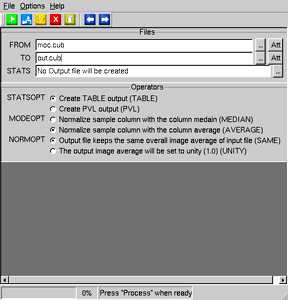 File Options Help
Files
FROM moc.cub ... Att
TO out.cub ... Att
STATS No Output file will be created
Operators
STATSOPT Create TABLE output (TABLE)
Create PVL output (PVL)
MODEOPT Normalize sample column with the column medain (MEDIAN)
Normalize sample column with the column average (AVERAGE)
NORMOPT Output file keeps the same overall image average of input file (SAME)
The output image average will be set to unity (1.0) (UNITY)
0% Press "Process" when ready